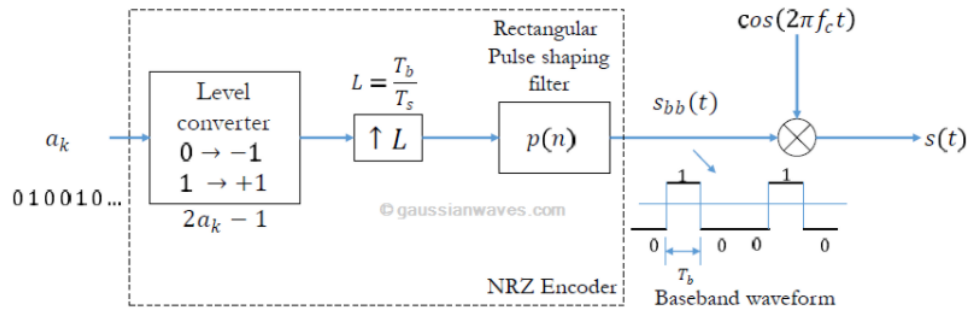 cos(2πf_ct)
Rectangular
Pulse shaping
filter
L = T_b/T_s
Level
converter
0 → −1
1 → +1
2a_k − 1
a_k
010010...
↑ L
p(n)
s_bb(t)
s(t)
© gaussianwaves.com
1 1
0 0 0 0
T_b
NRZ Encoder
Baseband waveform